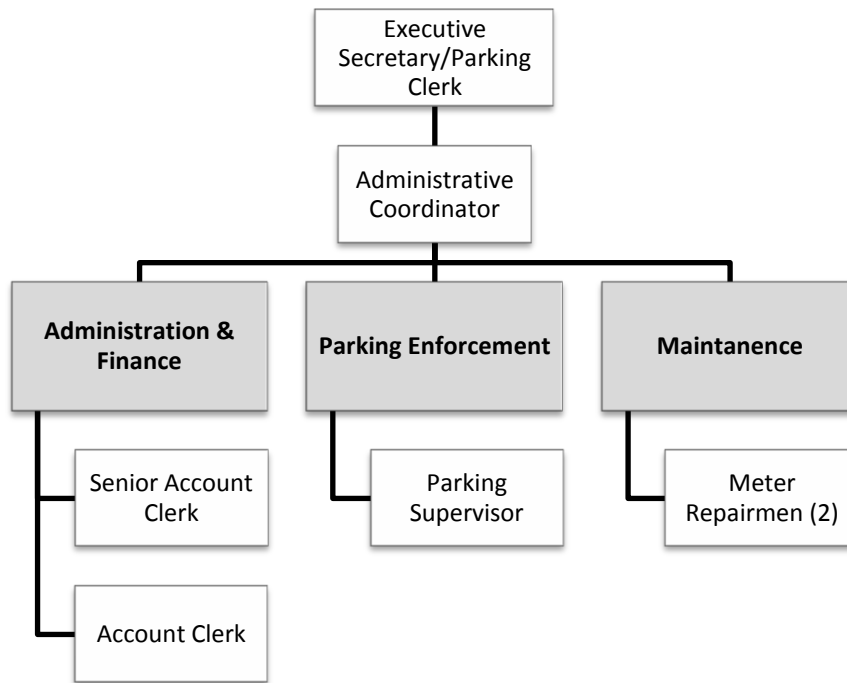 Executive
Secretary/Parking
Clerk
Administrative
Coordinator
Administration &
Finance
Parking Enforcement
Maintanence
Senior Account
Clerk
Parking
Supervisor
Meter
Repairmen (2)
Account Clerk